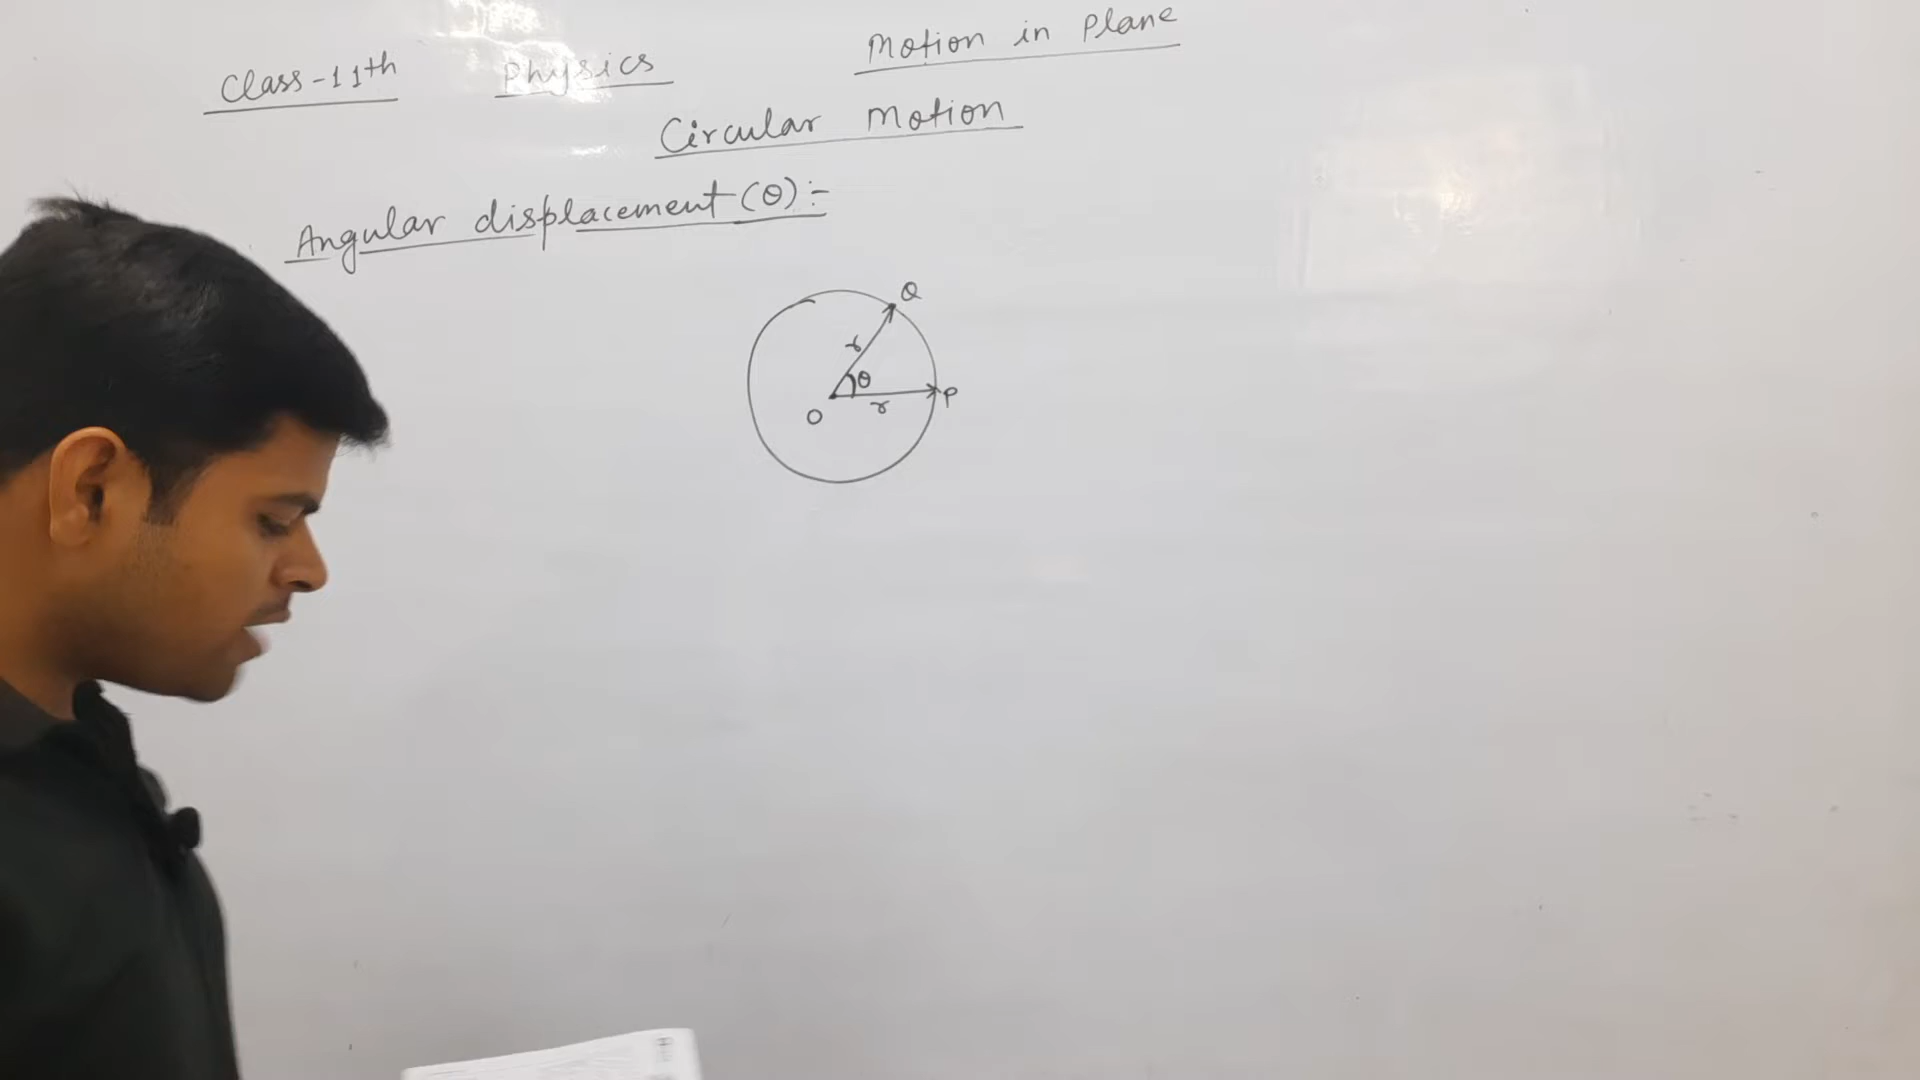 Class-11th Physics Motion in Plane
Circular Motion
Angular displacement (θ):-
Q
r
θ
O r P